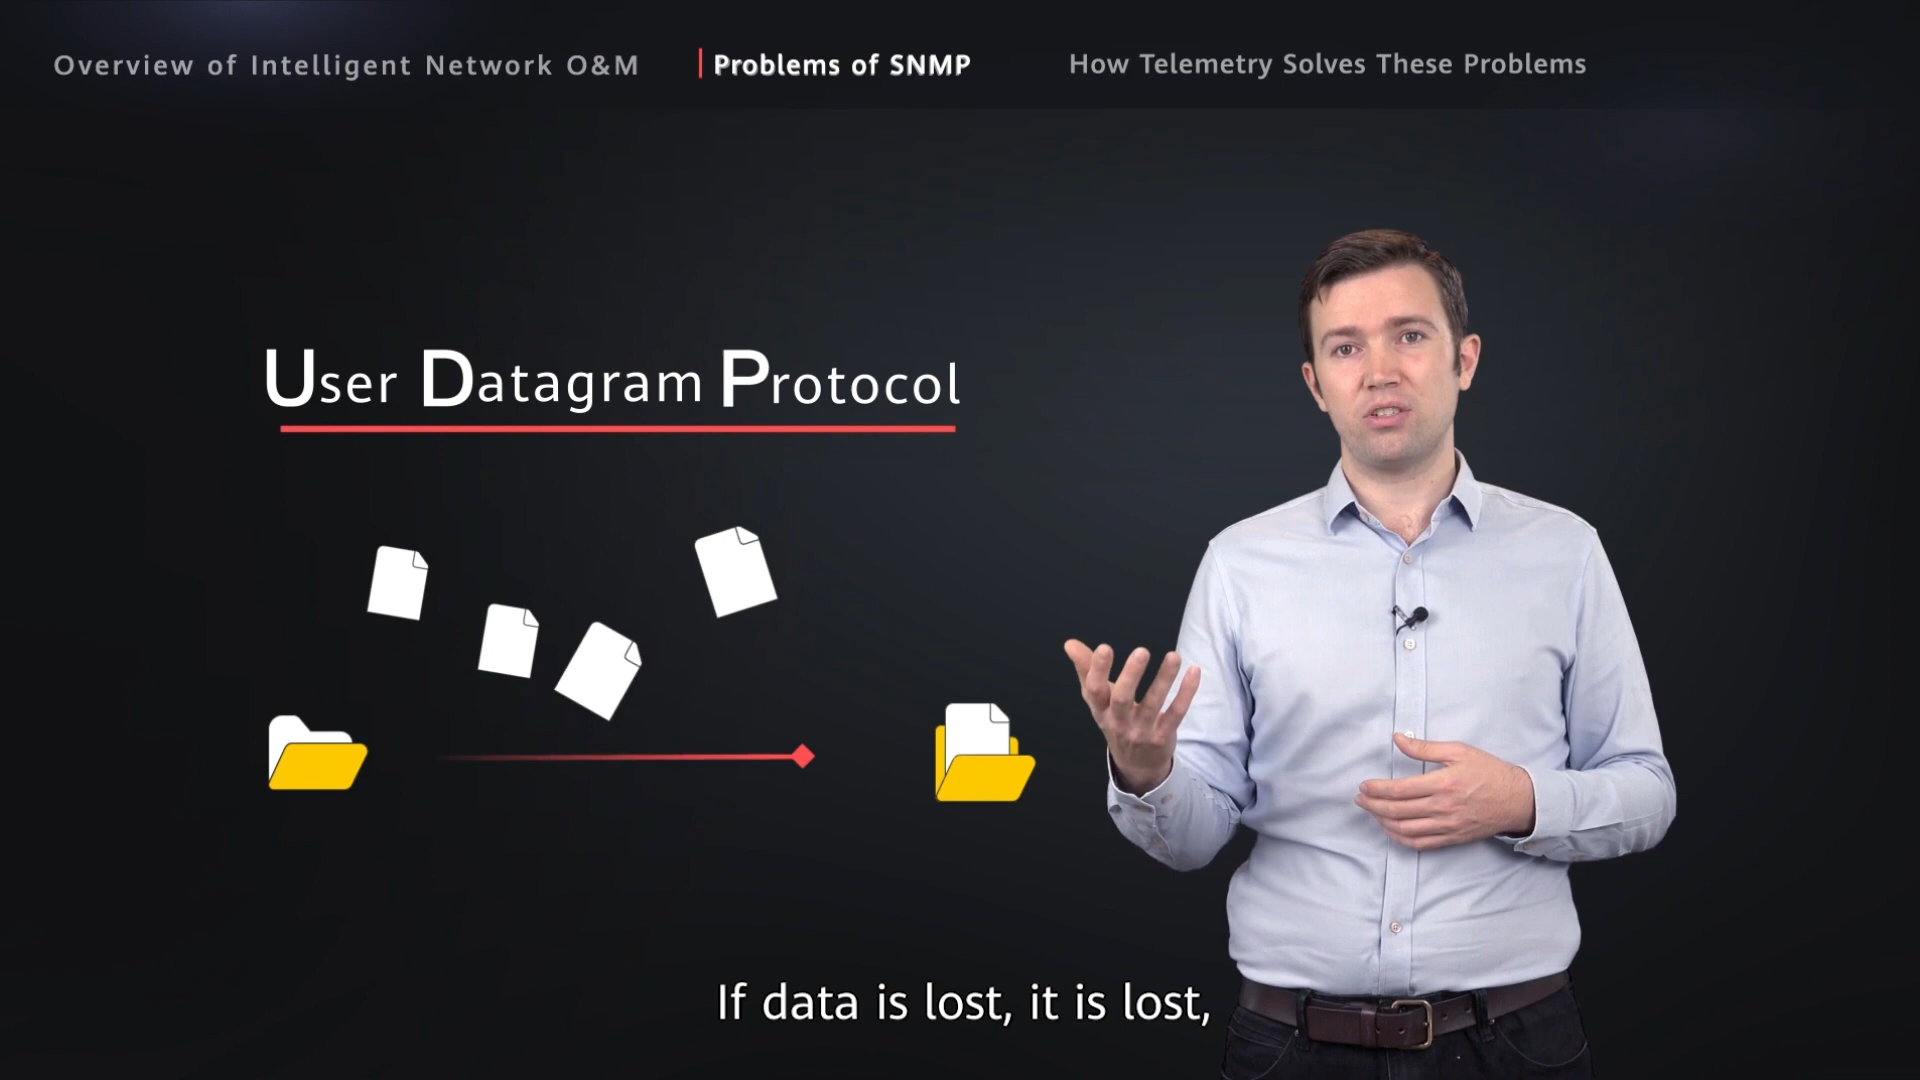 Overview of Intelligent Network O&M
Problems of SNMP
How Telemetry Solves These Problems
User Datagram Protocol
If data is lost, it is lost,